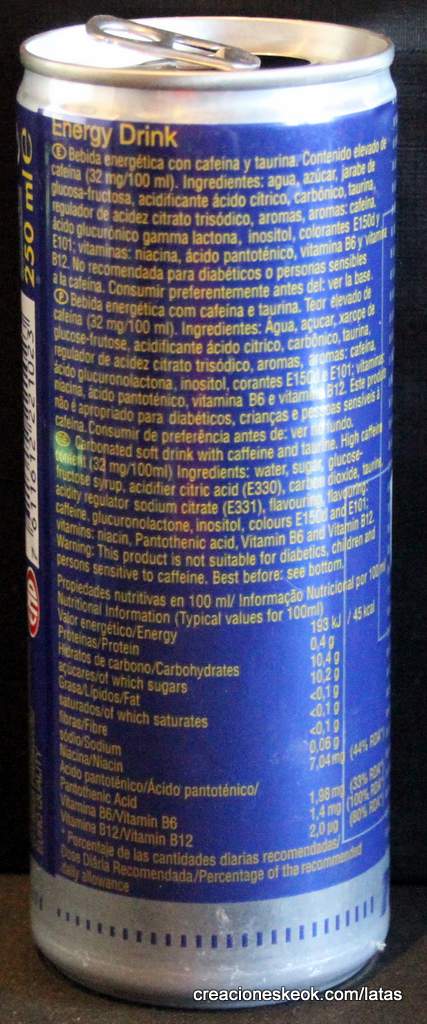 Energy Drink
Bebida energética con cafeína y taurina. Contenido elevado de
cafeína (32 mg/100 ml). Ingredientes: agua, azúcar, jarabe de
glucosa-fructosa, acidificante ácido cítrico, carbónico, taurina,
regulador de acidez citrato trisódico, aromas, aromas: cafeína,
ácido glucurónico gamma lactona, inositol, colorantes E150d y
E101; vitaminas: niacina, ácido pantoténico, vitamina B6 y vitamina
B12. No recomendada para diabéticos o personas sensibles
a la cafeína. Consumir preferentemente antes del: ver la base.
Bebida energética com cafeína e taurina. Teor elevado de
cafeína (32 mg/100 ml). Ingredientes: Água, açucar, xarope de
glucose-frutose, acidificante ácido cítrico, carbónico, taurina,
regulador de acidez citrato trisódico, aromas, aromas: cafeína,
ácido glucuronolactona, inositol, corantes E150d e E101; vitaminas:
niacina, ácido pantoténico, vitamina B6 e vitamina B12. Este produto
não é apropriado para diabéticos, crianças e pessoas sensíveis à
cafeína. Consumir de preferência antes de: ver no fundo.
Carbonated soft drink with caffeine and taurine. High caffeine
content (32 mg/100ml) Ingredients: water, sugar, glucose-
fructose syrup, acidifier citric acid (E330), carbon dioxide, taurine,
acidity regulator sodium citrate (E331), flavouring, flavouring:
caffeine, glucuronolactone, inositol, colours E150d and E101,
vitamins: niacin, Pantothenic acid, Vitamin B6 and Vitamin B12.
Warning: This product is not suitable for diabetics, children and
persons sensitive to caffeine. Best before: see bottom.
Propiedades nutritivas en 100 ml/ Informação Nutricional por 100ml
Nutritional Information (Typical values for 100ml)
Valor energético/Energy 193 kJ / 45 kcal
Proteínas/Protein 0,4 g
Hidratos de carbono/Carbohydrates 10,4 g
açúcares/of which sugars 10,2 g
Grasa/Lípidos/Fat <0,1 g
saturados/of which saturates <0,1 g
fibras/Fibre <0,1 g
sódio/Sodium 0,06 g
Niacina/Niacin 7,04 mg (44% RDA*)
Ácido pantoténico/Ácido pantoténico/
Pantothenic Acid 1,98 mg (33% RDA*)
Vitamina B6/Vitamin B6 1,4 mg (100% RDA*)
Vitamina B12/Vitamin B12 2,0 µg (80% RDA*)
* Porcentaje de las cantidades diarias recomendadas/
Dose Diária Recomendada/Percentage of the recommended
daily allowance
250 ml e
creacioneskeok.com/latas